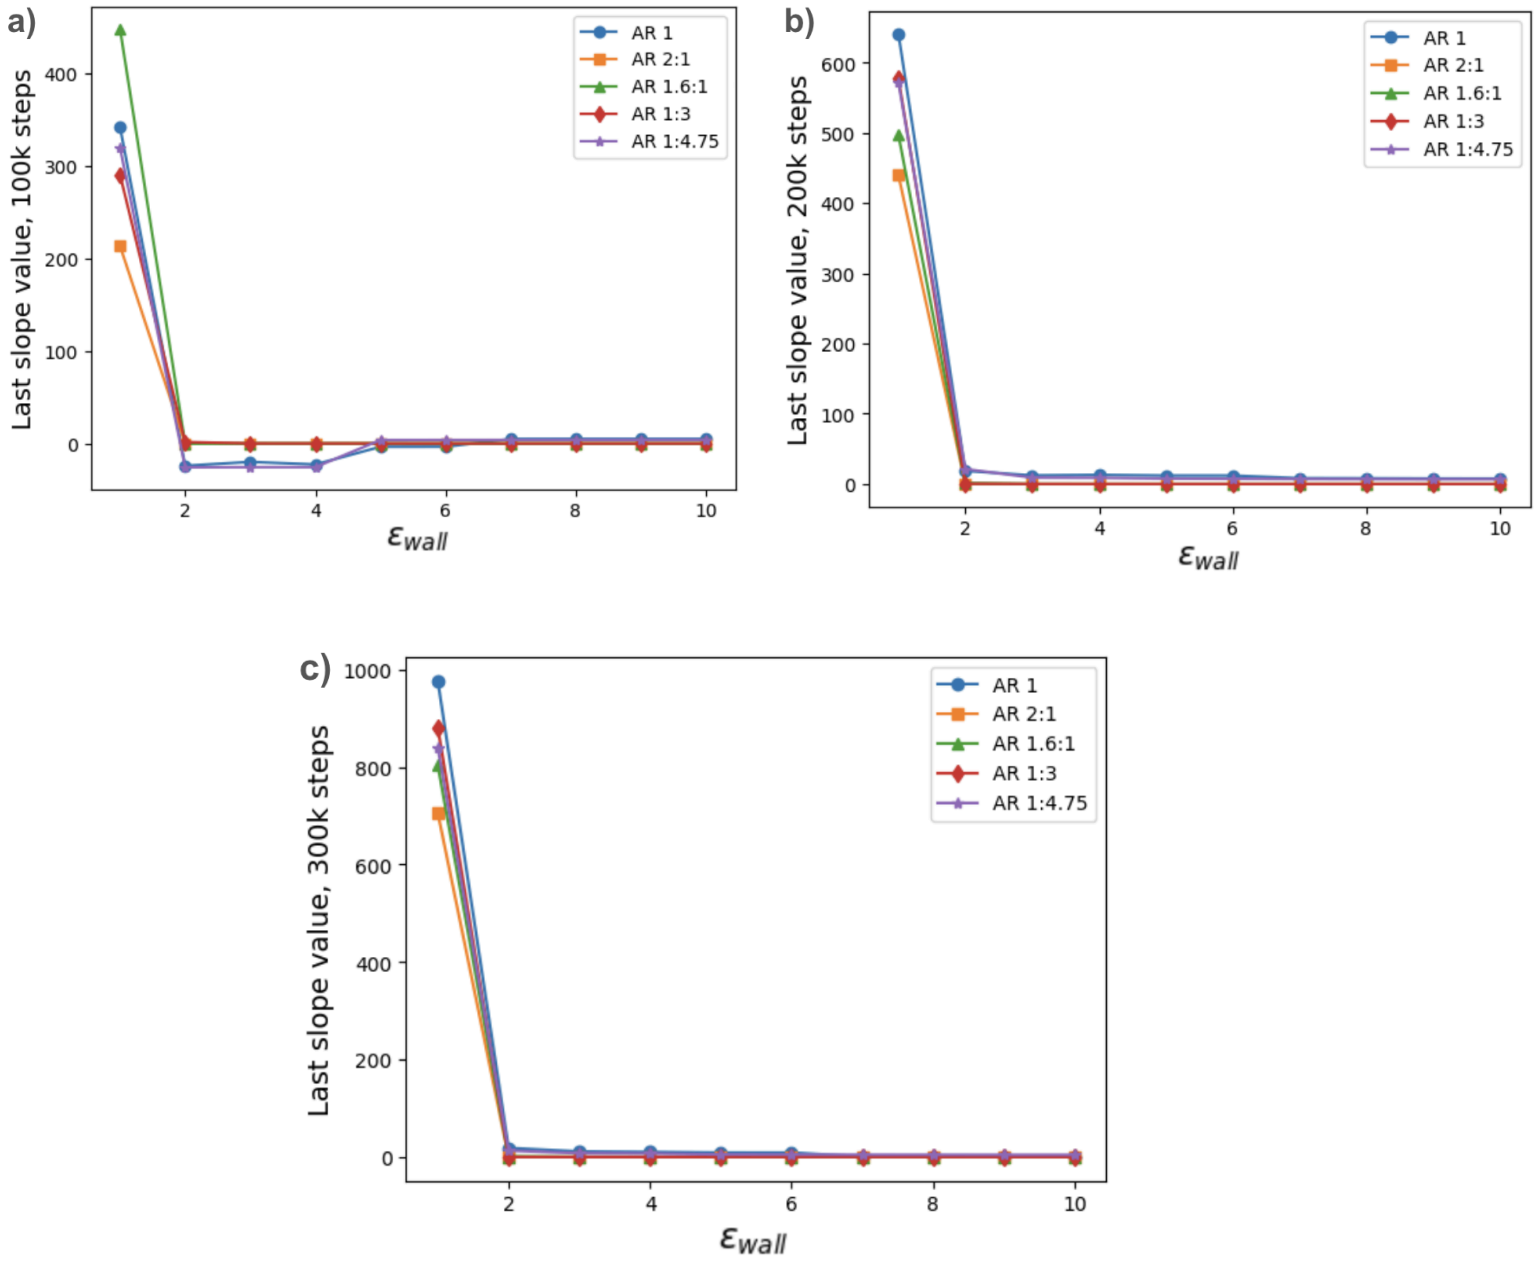 a)
Last slope value, 100k steps
400
300
200
100
0
2 4 6 8 10
εwall
AR 1
AR 2:1
AR 1.6:1
AR 1:3
AR 1:4.75
b)
Last slope value, 200k steps
600
500
400
300
200
100
0
2 4 6 8 10
εwall
AR 1
AR 2:1
AR 1.6:1
AR 1:3
AR 1:4.75
c)
Last slope value, 300k steps
1000
800
600
400
200
0
2 4 6 8 10
εwall
AR 1
AR 2:1
AR 1.6:1
AR 1:3
AR 1:4.75